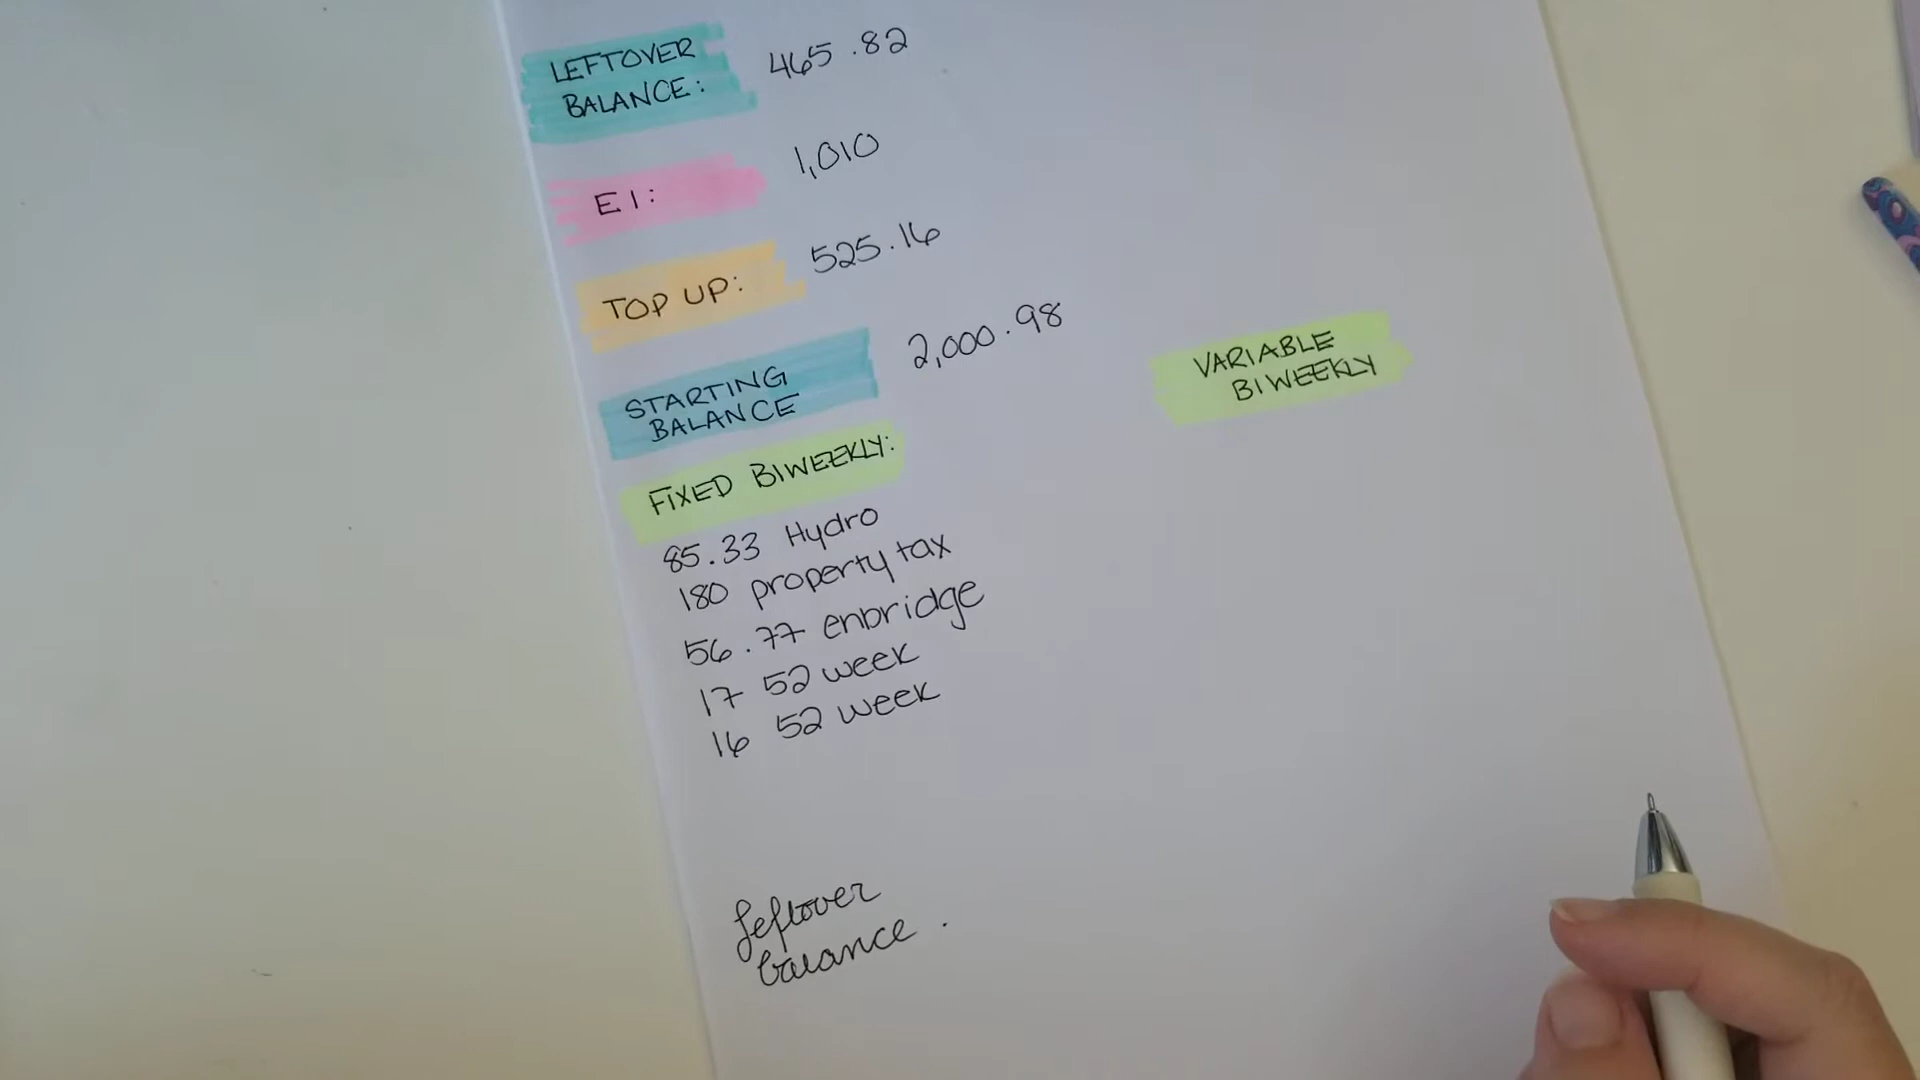 LEFTOVER
BALANCE: 465.82
EI: 1,010
TOP UP: 525.16
STARTING
BALANCE 2,000.98
FIXED BIWEEKLY:
85.33 Hydro
180 property tax
56.77 enbridge
17 52 week
16 52 week
leftover
balance.
VARIABLE
BIWEEKLY